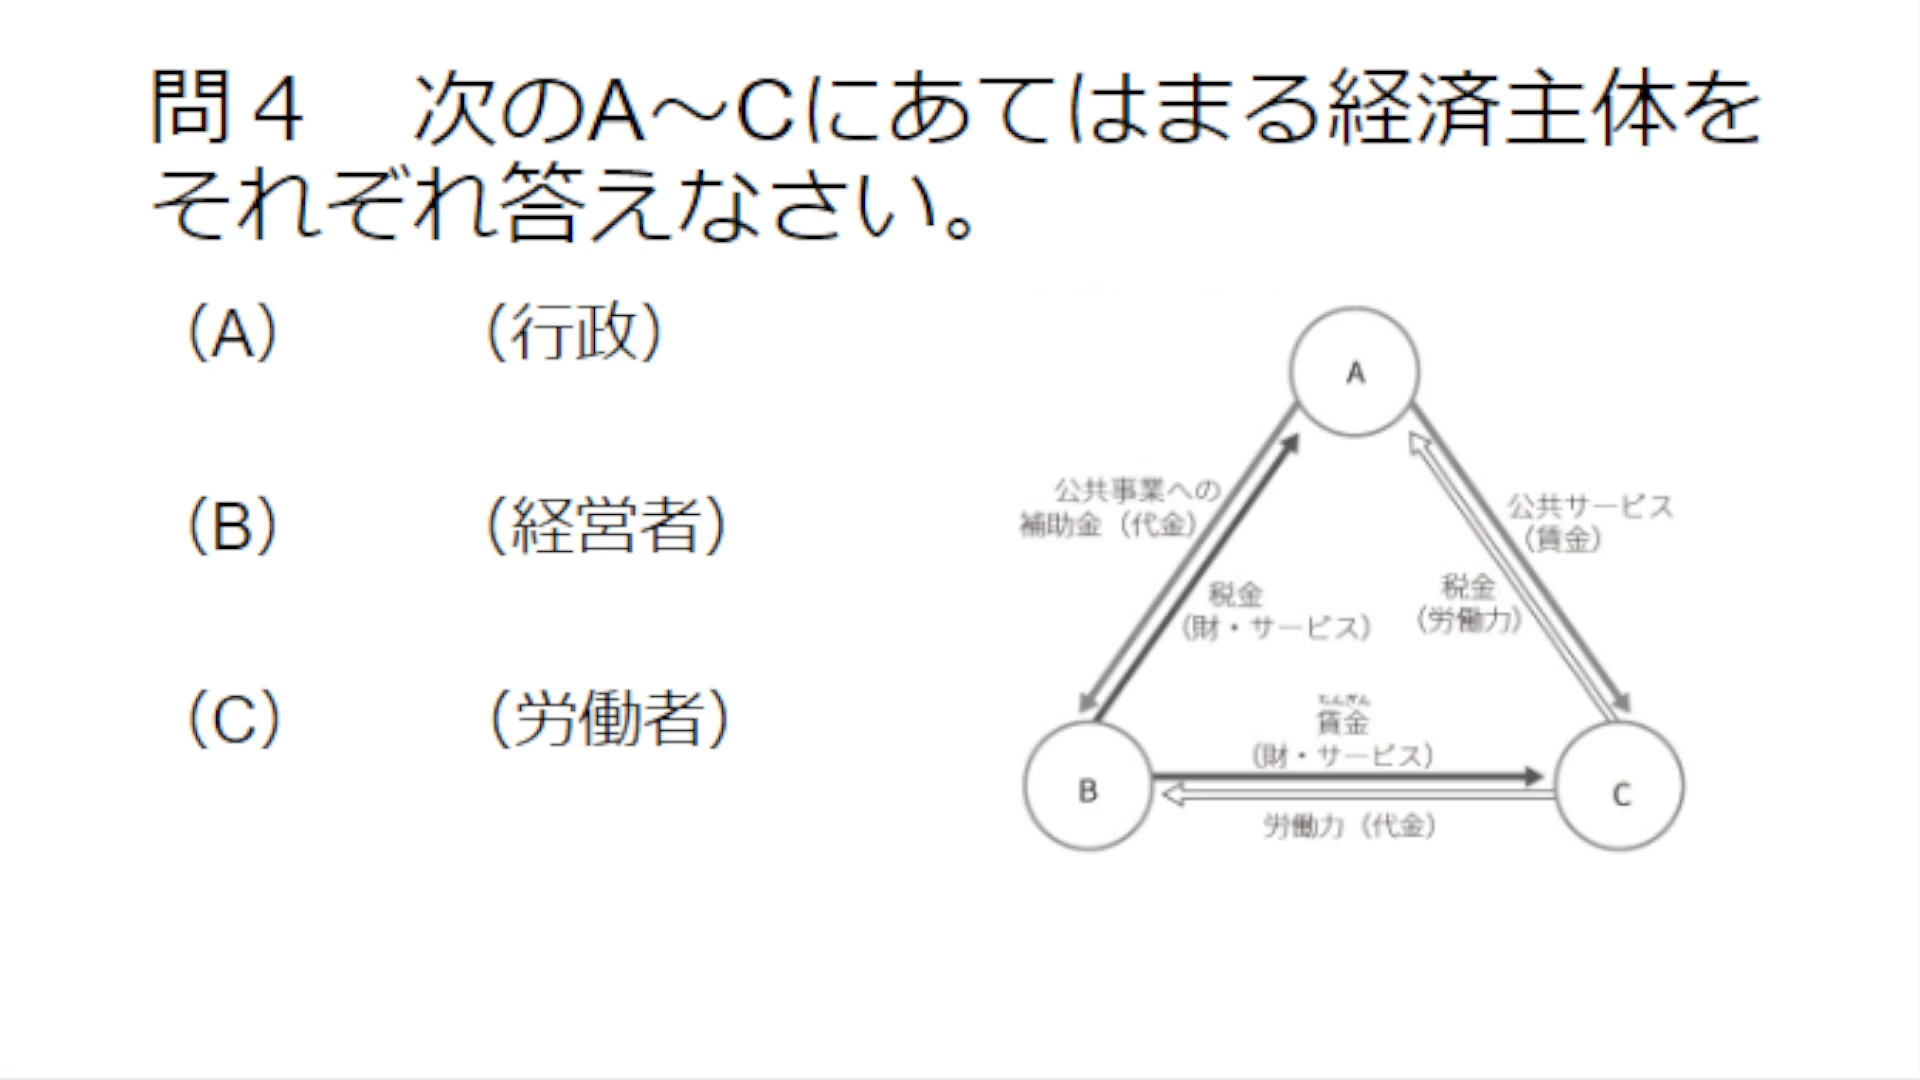 問４　次のA～Cにあてはまる経済主体を
それぞれ答えなさい。
（A）　（行政）
（B）　（経営者）
（C）　（労働者）
A
公共事業への
補助金（代金）
税金
（財・サービス）
公共サービス
（賃金）
税金
（労働力）
ちんぎん
賃金
（財・サービス）
B
C
労働力（代金）